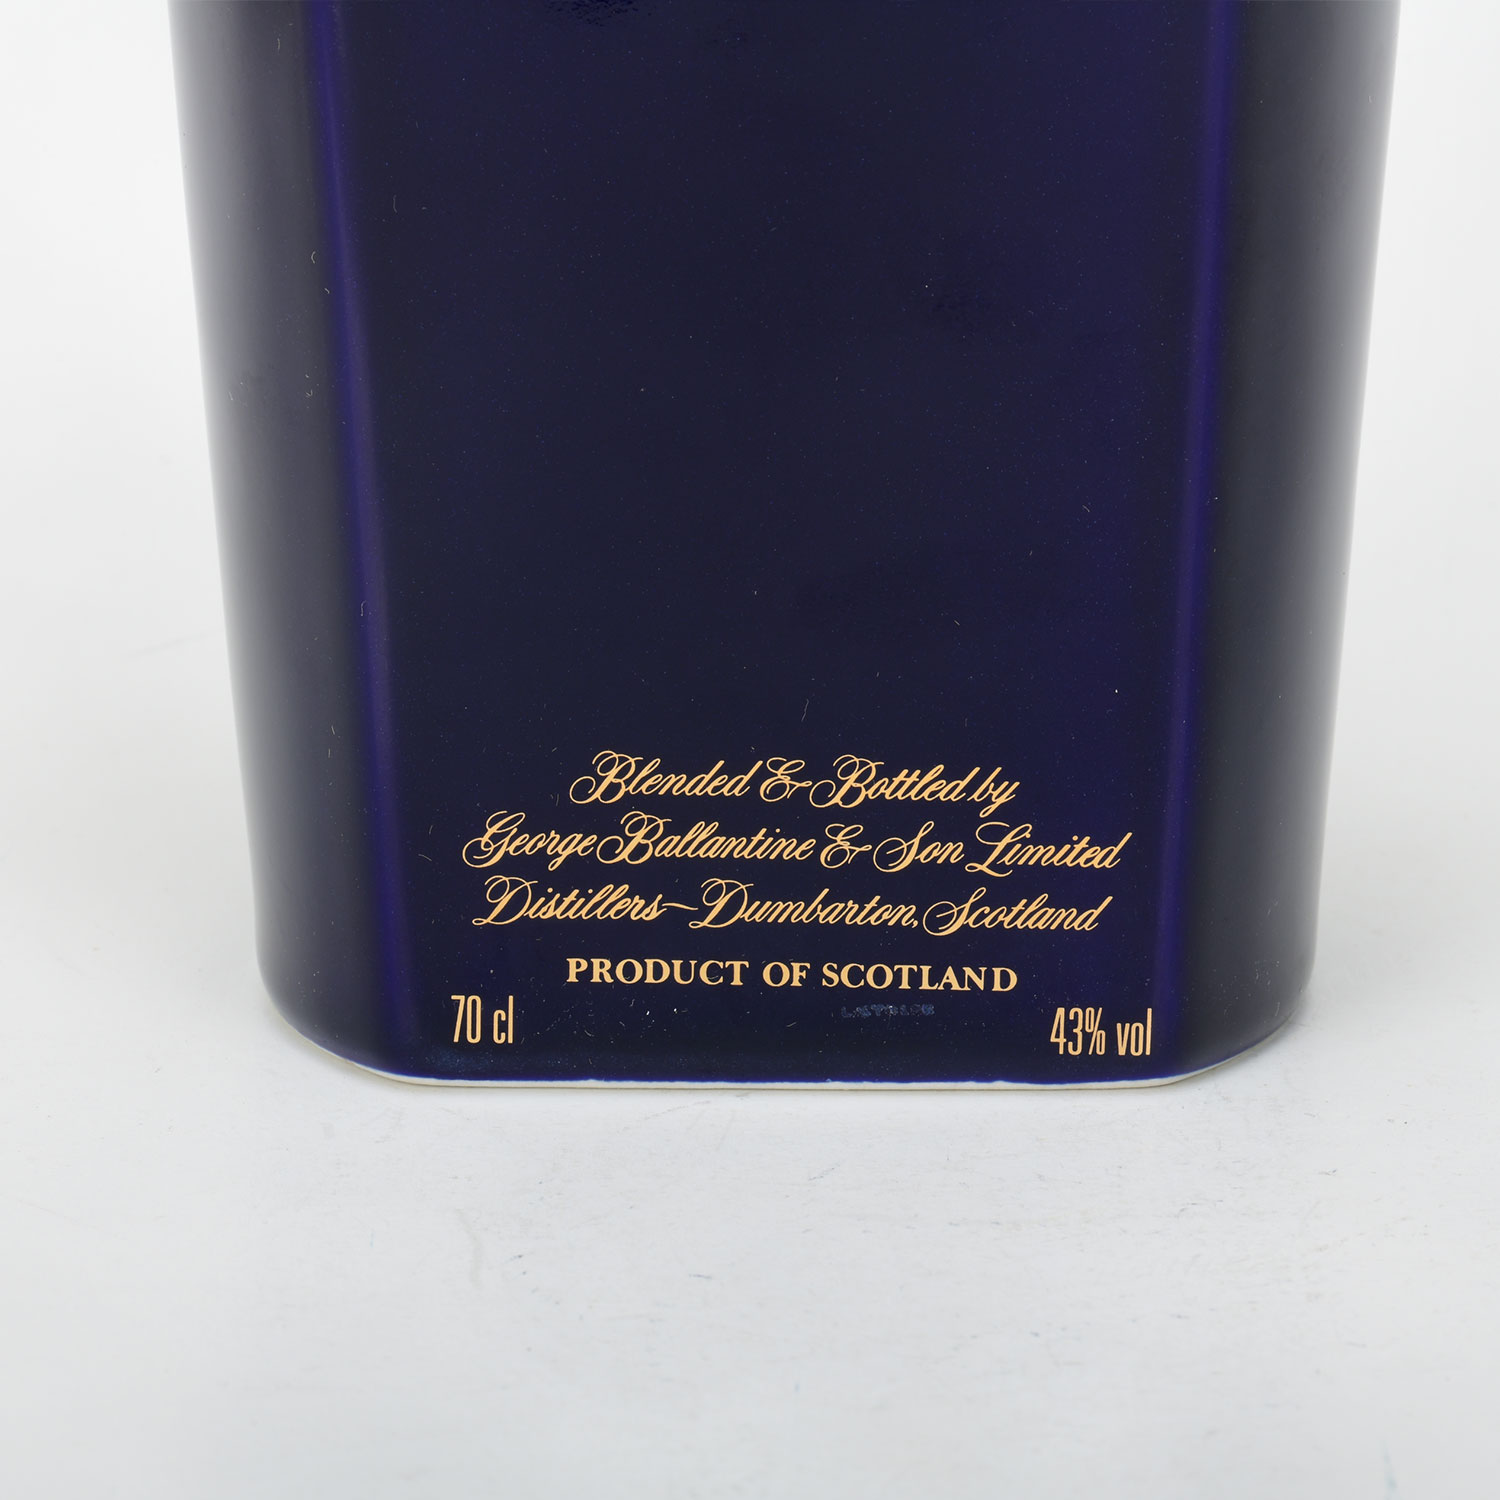 Blended & Bottled by
George Ballantine & Son Limited
Distillers~Dumbarton, Scotland
PRODUCT OF SCOTLAND
70 cl
43% vol